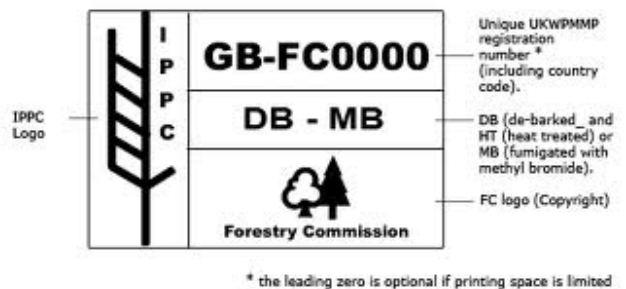 IPPC
Logo
I
P
P
C
GB-FC0000
DB - MB
Forestry Commission
Unique UKWPMMP
registration
number *
(including country
code).
DB (de-barked_ and
HT (heat treated) or
MB (fumigated with
methyl bromide).
FC logo (Copyright)
* the leading zero is optional if printing space is limited